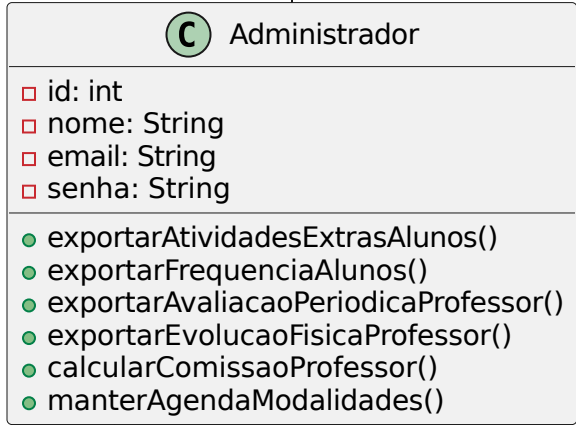 C Administrador
id: int
nome: String
email: String
senha: String
exportarAtividadesExtrasAlunos()
exportarFrequenciaAlunos()
exportarAvaliacaoPeriodicaProfessor()
exportarEvolucaoFisicaProfessor()
calcularComissaoProfessor()
manterAgendaModalidades()